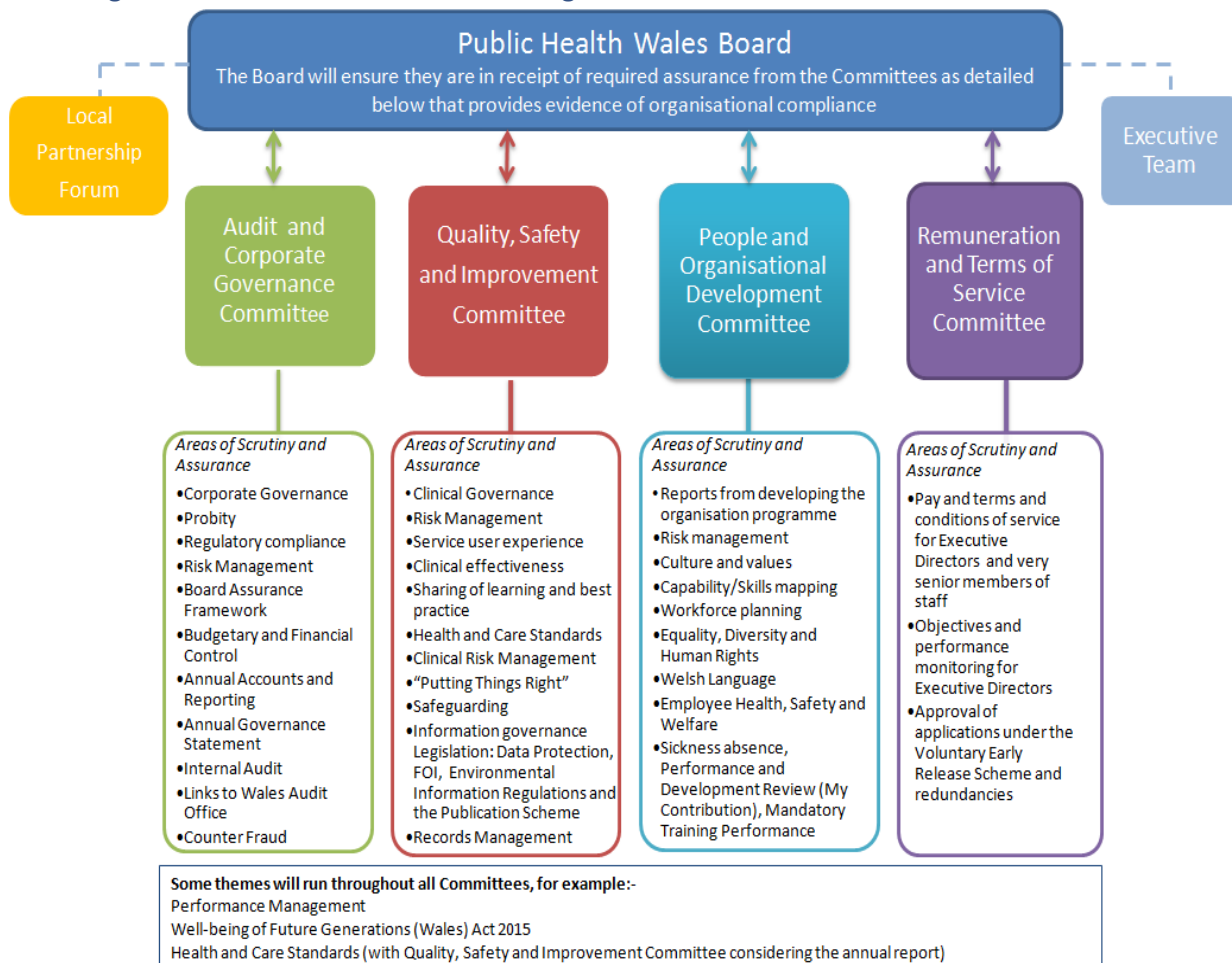 Public Health Wales Board
The Board will ensure they are in receipt of required assurance from the Committees as detailed
below that provides evidence of organisational compliance
Local
Partnership
Forum
Executive
Team
Audit and
Corporate
Governance
Committee
Quality, Safety
and Improvement
Committee
People and
Organisational
Development
Committee
Remuneration
and Terms of
Service
Committee
Areas of Scrutiny and
Assurance
•Corporate Governance
•Probity
•Regulatory compliance
•Risk Management
•Board Assurance
Framework
•Budgetary and Financial
Control
•Annual Accounts and
Reporting
•Annual Governance
Statement
•Internal Audit
•Links to Wales Audit
Office
•Counter Fraud
Areas of Scrutiny and
Assurance
•Clinical Governance
•Risk Management
•Service user experience
•Clinical effectiveness
•Sharing of learning and best
practice
•Health and Care Standards
•Clinical Risk Management
•“Putting Things Right”
•Safeguarding
•Information governance
Legislation: Data Protection,
FOI, Environmental
Information Regulations and
the Publication Scheme
•Records Management
Areas of Scrutiny and
Assurance
•Reports from developing the
organisation programme
•Risk management
•Culture and values
•Capability/Skills mapping
•Workforce planning
•Equality, Diversity and
Human Rights
•Welsh Language
•Employee Health, Safety and
Welfare
•Sickness absence,
Performance and
Development Review (My
Contribution), Mandatory
Training Performance
Areas of Scrutiny and
Assurance
•Pay and terms and
conditions of service
for Executive
Directors and very
senior members of
staff
•Objectives and
performance
monitoring for
Executive Directors
•Approval of
applications under the
Voluntary Early
Release Scheme and
redundancies
Some themes will run throughout all Committees, for example:-
Performance Management
Well-being of Future Generations (Wales) Act 2015
Health and Care Standards (with Quality, Safety and Improvement Committee considering the annual report)